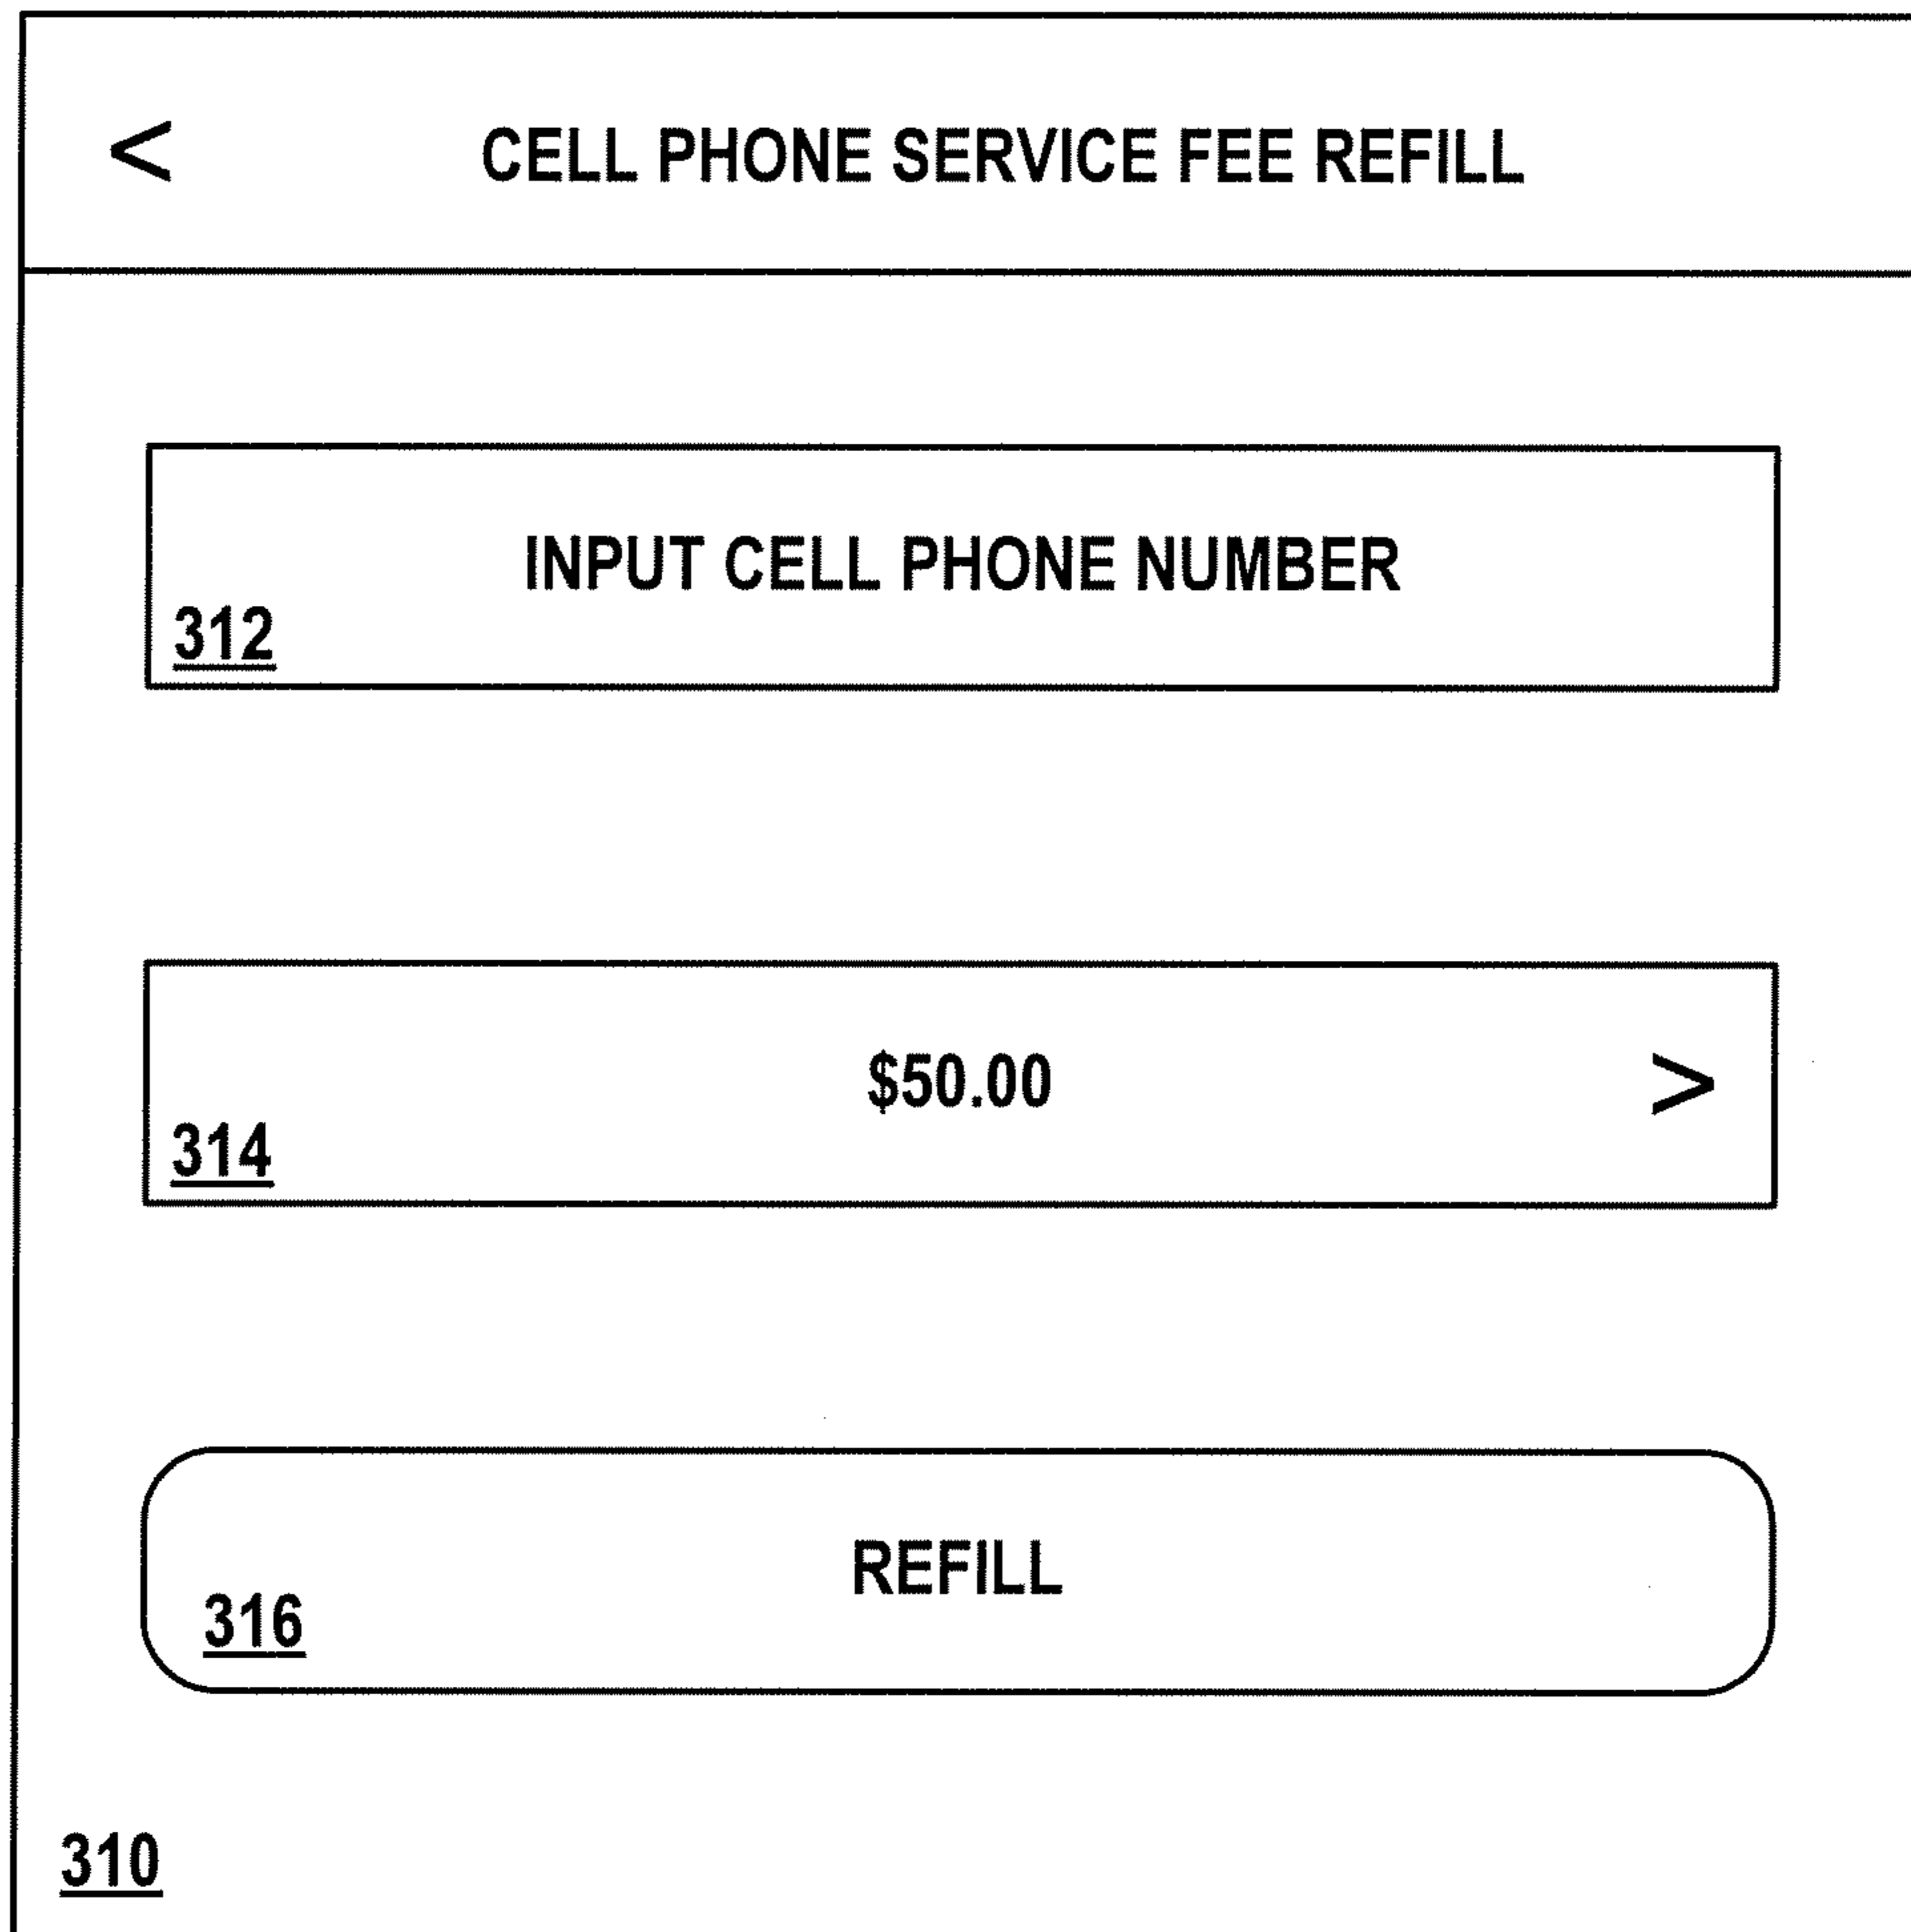 < CELL PHONE SERVICE FEE REFILL
INPUT CELL PHONE NUMBER
312
$50.00 >
314
REFILL
316
310